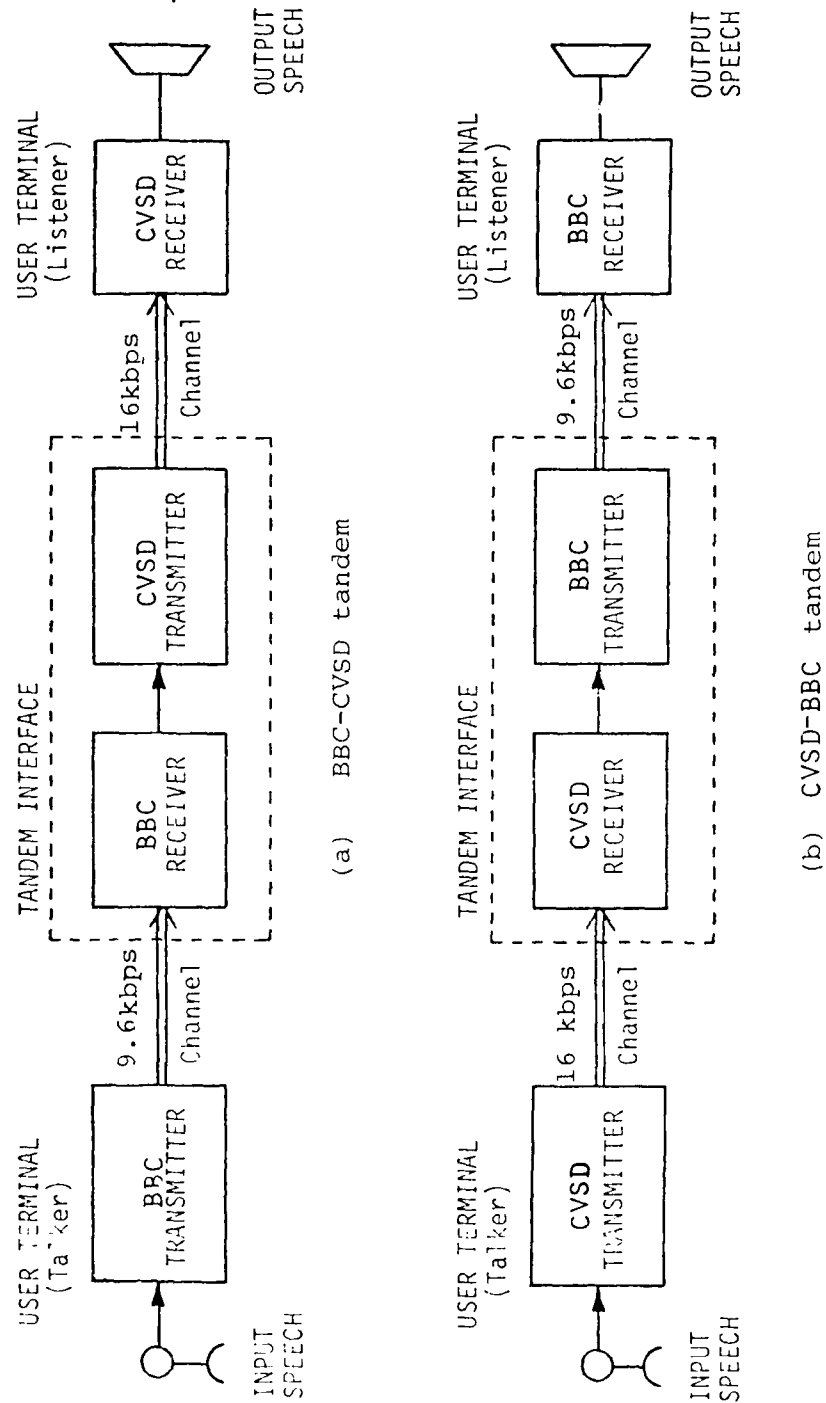 USER TERMINAL
(Talker)
TANDEM INTERFACE
USER TERMINAL
(Listener)
BBC
TRANSMITTER
9.6kbps
Channel
BBC
RECEIVER
CVSD
TRANSMITTER
16kbps
Channel
CVSD
RECEIVER
INPUT
SPEECH
OUTPUT
SPEECH
(a) BBC-CVSD tandem
USER TERMINAL
(Talker)
TANDEM INTERFACE
USER TERMINAL
(Listener)
CVSD
TRANSMITTER
16 kbps
Channel
CVSD
RECEIVER
BBC
TRANSMITTER
9.6kbps
Channel
BBC
RECEIVER
INPUT
SPEECH
OUTPUT
SPEECH
(b) CVSD-BBC tandem